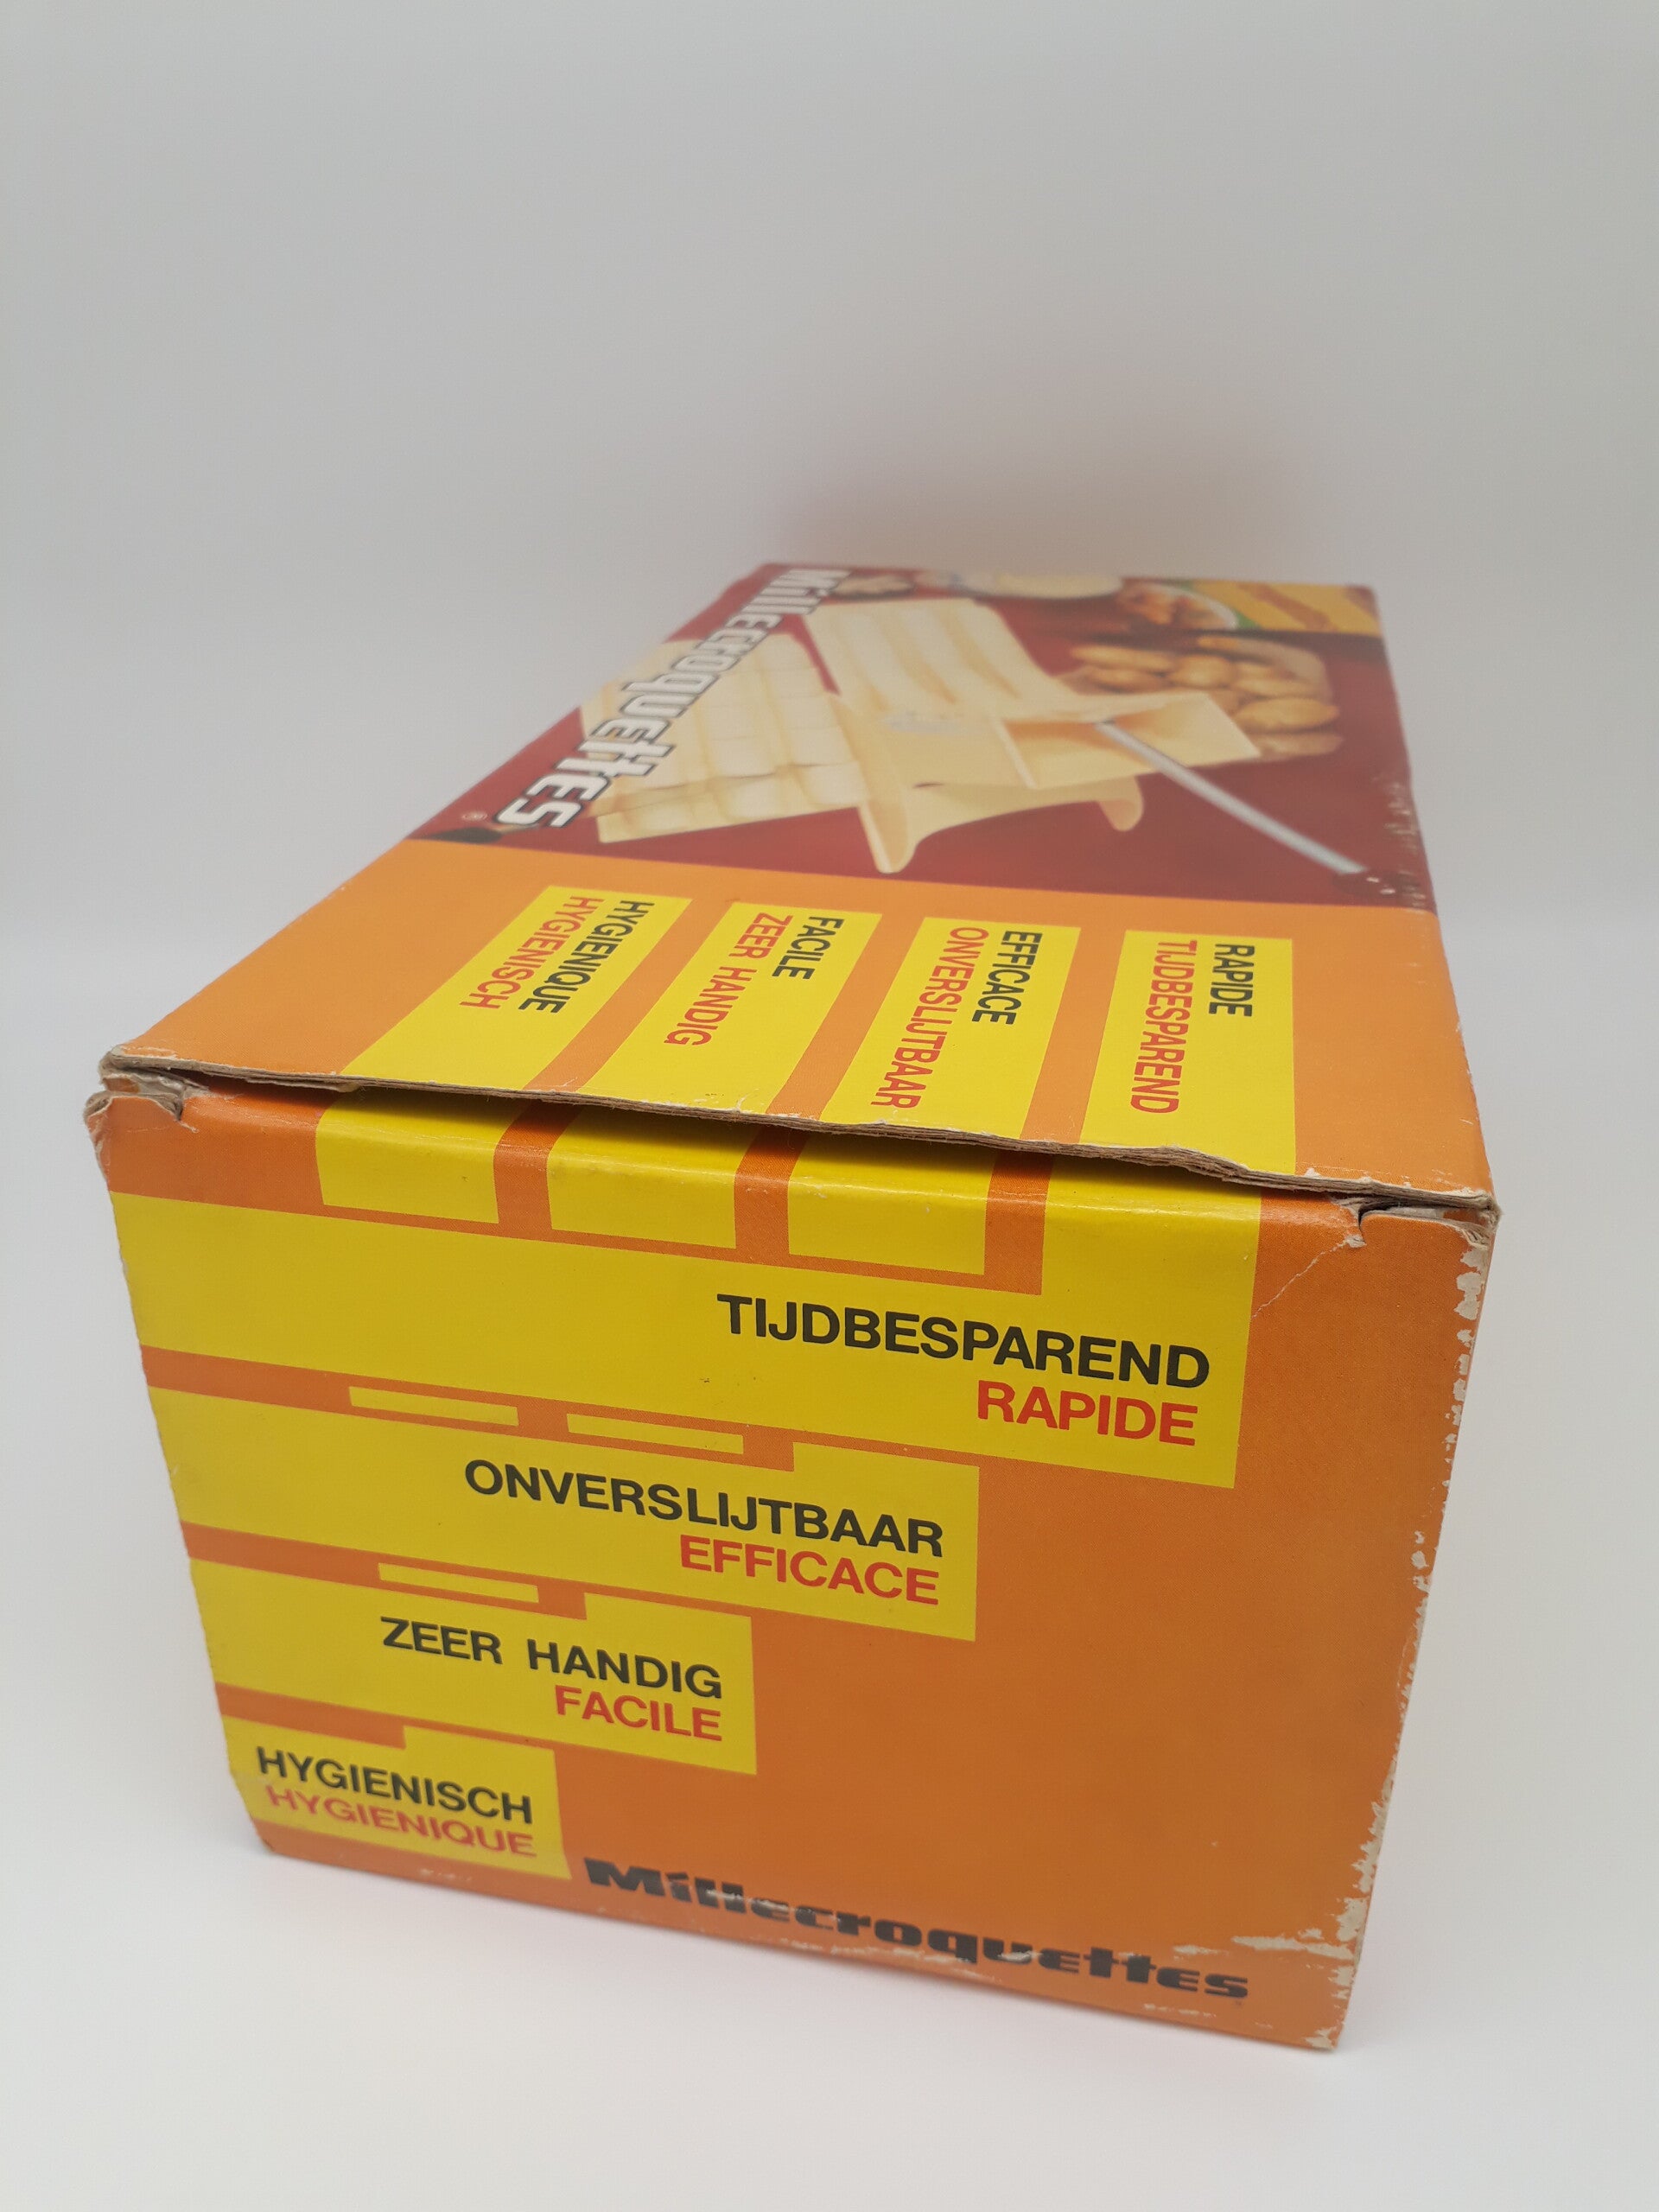 Millecroquettes
®
HYGIENIQUE
HYGIENISCH
FACILE
ZEER HANDIG
EFFICACE
ONVERSLIJTBAAR
RAPIDE
TIJDBESPAREND
TIJDBESPAREND
RAPIDE
ONVERSLIJTBAAR
EFFICACE
ZEER HANDIG
FACILE
HYGIENISCH
HYGIENIQUE
Millecroquettes